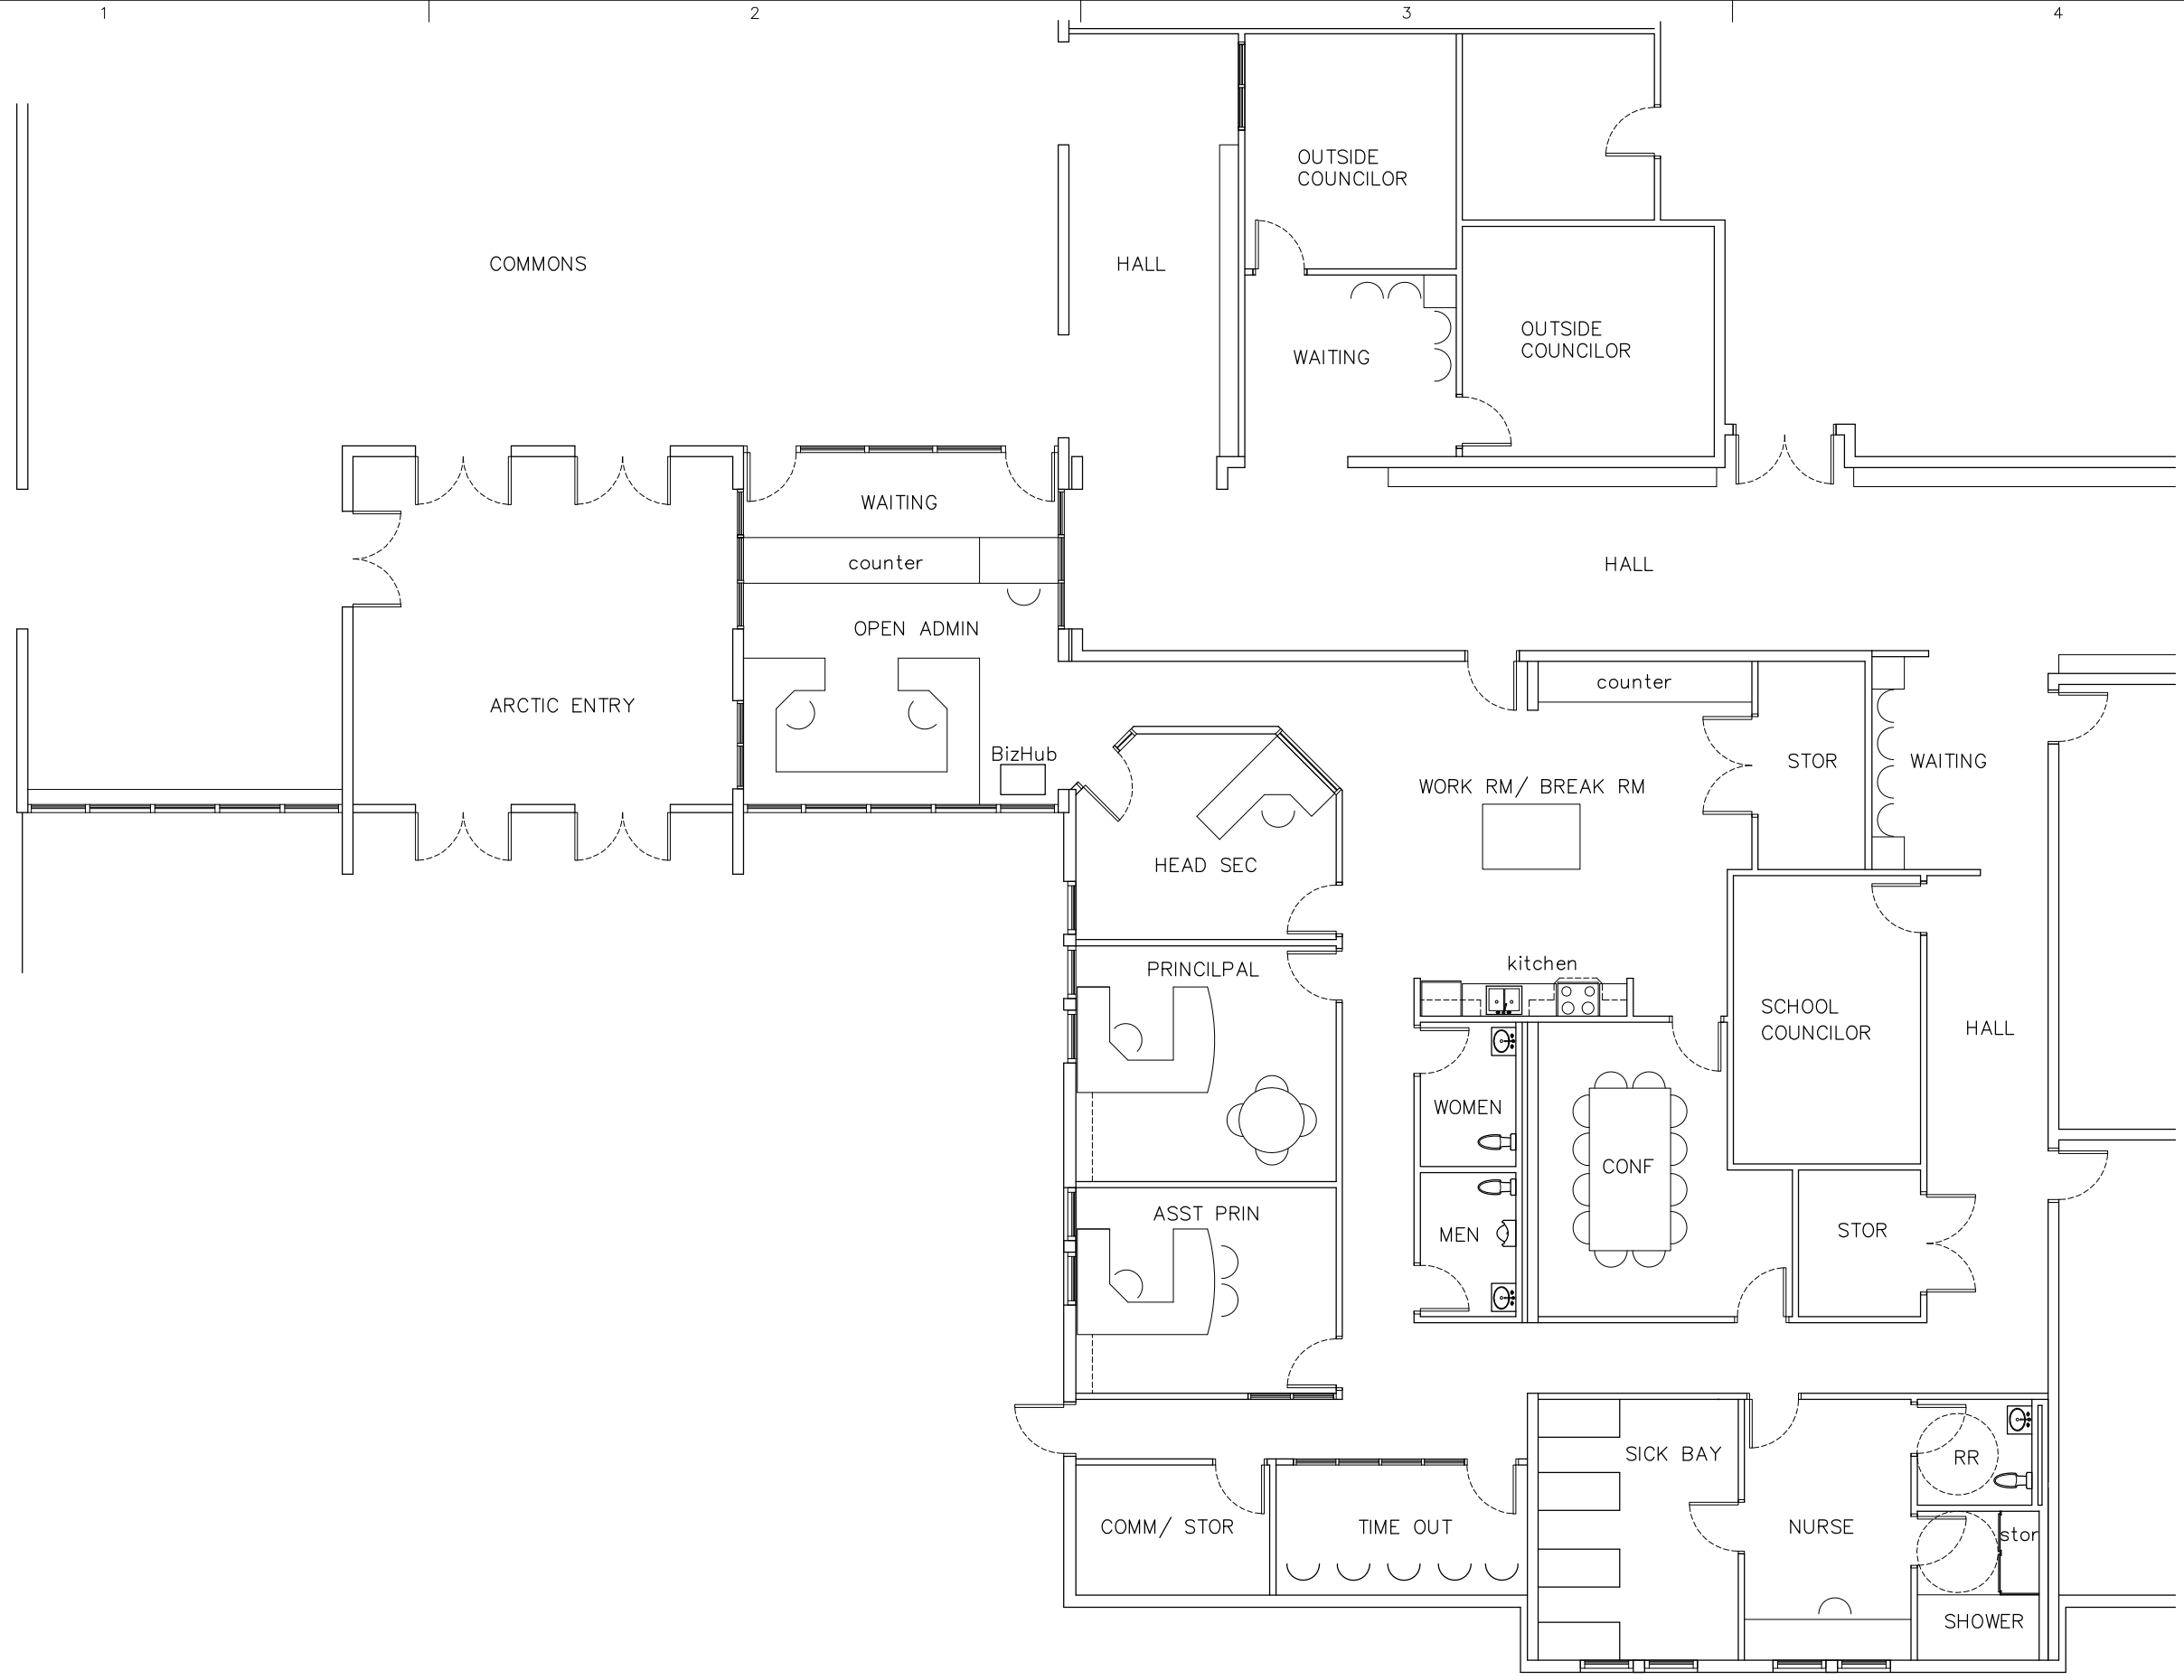 1
2
3
4
OUTSIDE
COUNCILOR
COMMONS
HALL
OUTSIDE
COUNCILOR
WAITING
WAITING
counter
HALL
OPEN ADMIN
counter
ARCTIC ENTRY
BizHub
STOR
WAITING
WORK RM/ BREAK RM
HEAD SEC
kitchen
PRINCILPAL
SCHOOL
COUNCILOR
HALL
WOMEN
CONF
ASST PRIN
MEN
STOR
SICK BAY
RR
COMM/ STOR
TIME OUT
NURSE
stor
SHOWER